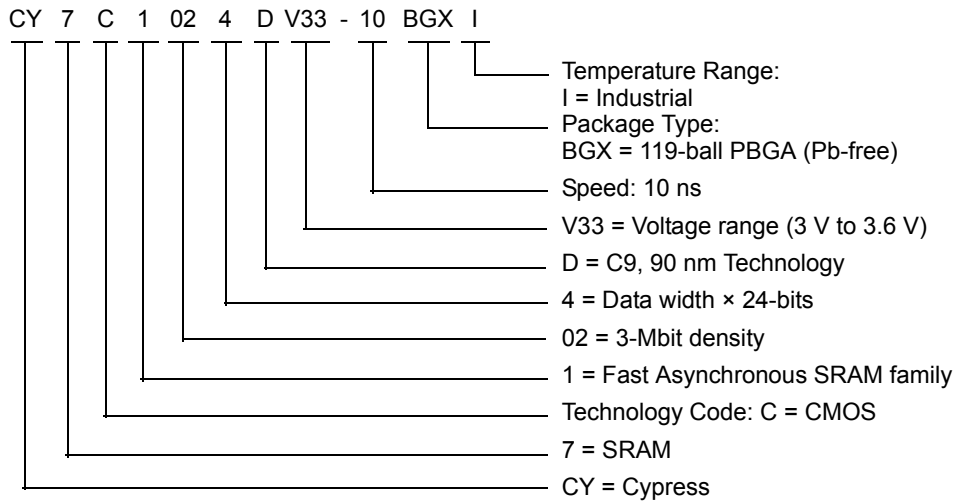 CY 7 C 1 02 4 D V33 - 10 BGX I
Temperature Range:
I = Industrial
Package Type:
BGX = 119-ball PBGA (Pb-free)
Speed: 10 ns
V33 = Voltage range (3 V to 3.6 V)
D = C9, 90 nm Technology
4 = Data width × 24-bits
02 = 3-Mbit density
1 = Fast Asynchronous SRAM family
Technology Code: C = CMOS
7 = SRAM
CY = Cypress